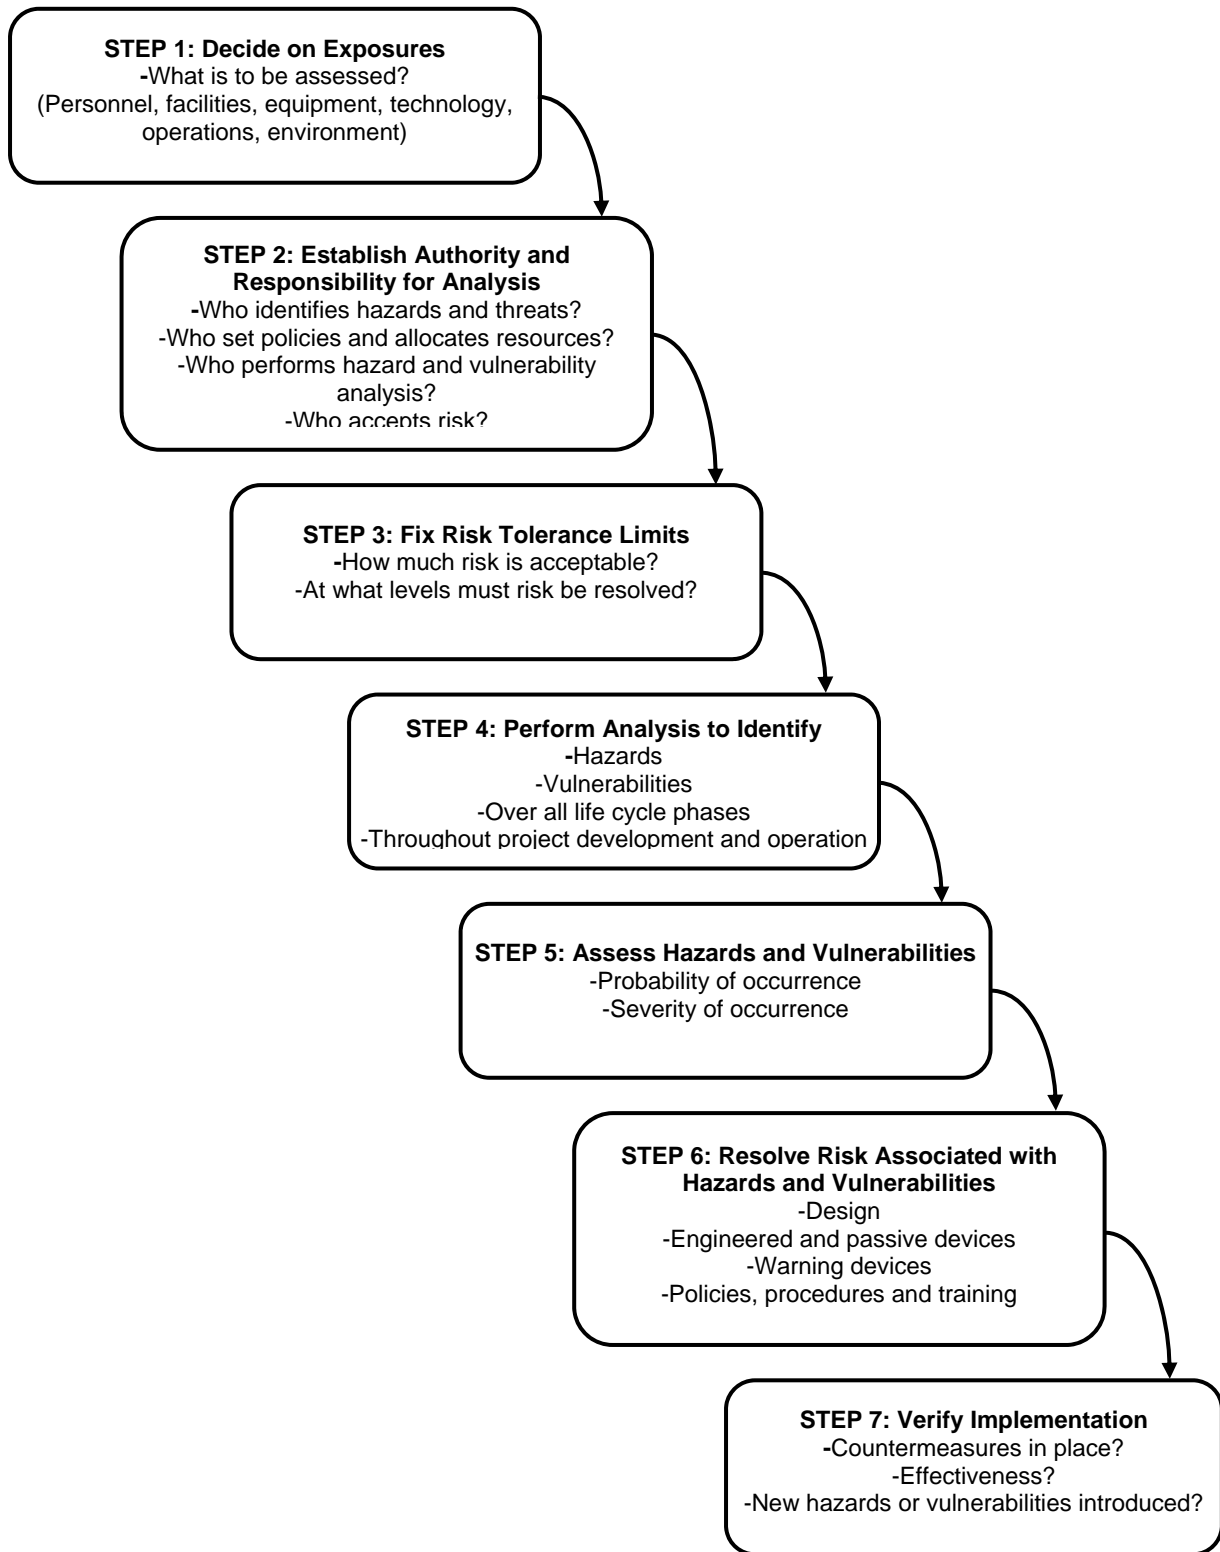 STEP 1: Decide on Exposures
-What is to be assessed?
(Personnel, facilities, equipment, technology,
operations, environment)
STEP 2: Establish Authority and
Responsibility for Analysis
-Who identifies hazards and threats?
-Who set policies and allocates resources?
-Who performs hazard and vulnerability
analysis?
-Who accepts risk?
STEP 3: Fix Risk Tolerance Limits
-How much risk is acceptable?
-At what levels must risk be resolved?
STEP 4: Perform Analysis to Identify
-Hazards
-Vulnerabilities
-Over all life cycle phases
-Throughout project development and operation
STEP 5: Assess Hazards and Vulnerabilities
-Probability of occurrence
-Severity of occurrence
STEP 6: Resolve Risk Associated with
Hazards and Vulnerabilities
-Design
-Engineered and passive devices
-Warning devices
-Policies, procedures and training
STEP 7: Verify Implementation
-Countermeasures in place?
-Effectiveness?
-New hazards or vulnerabilities introduced?